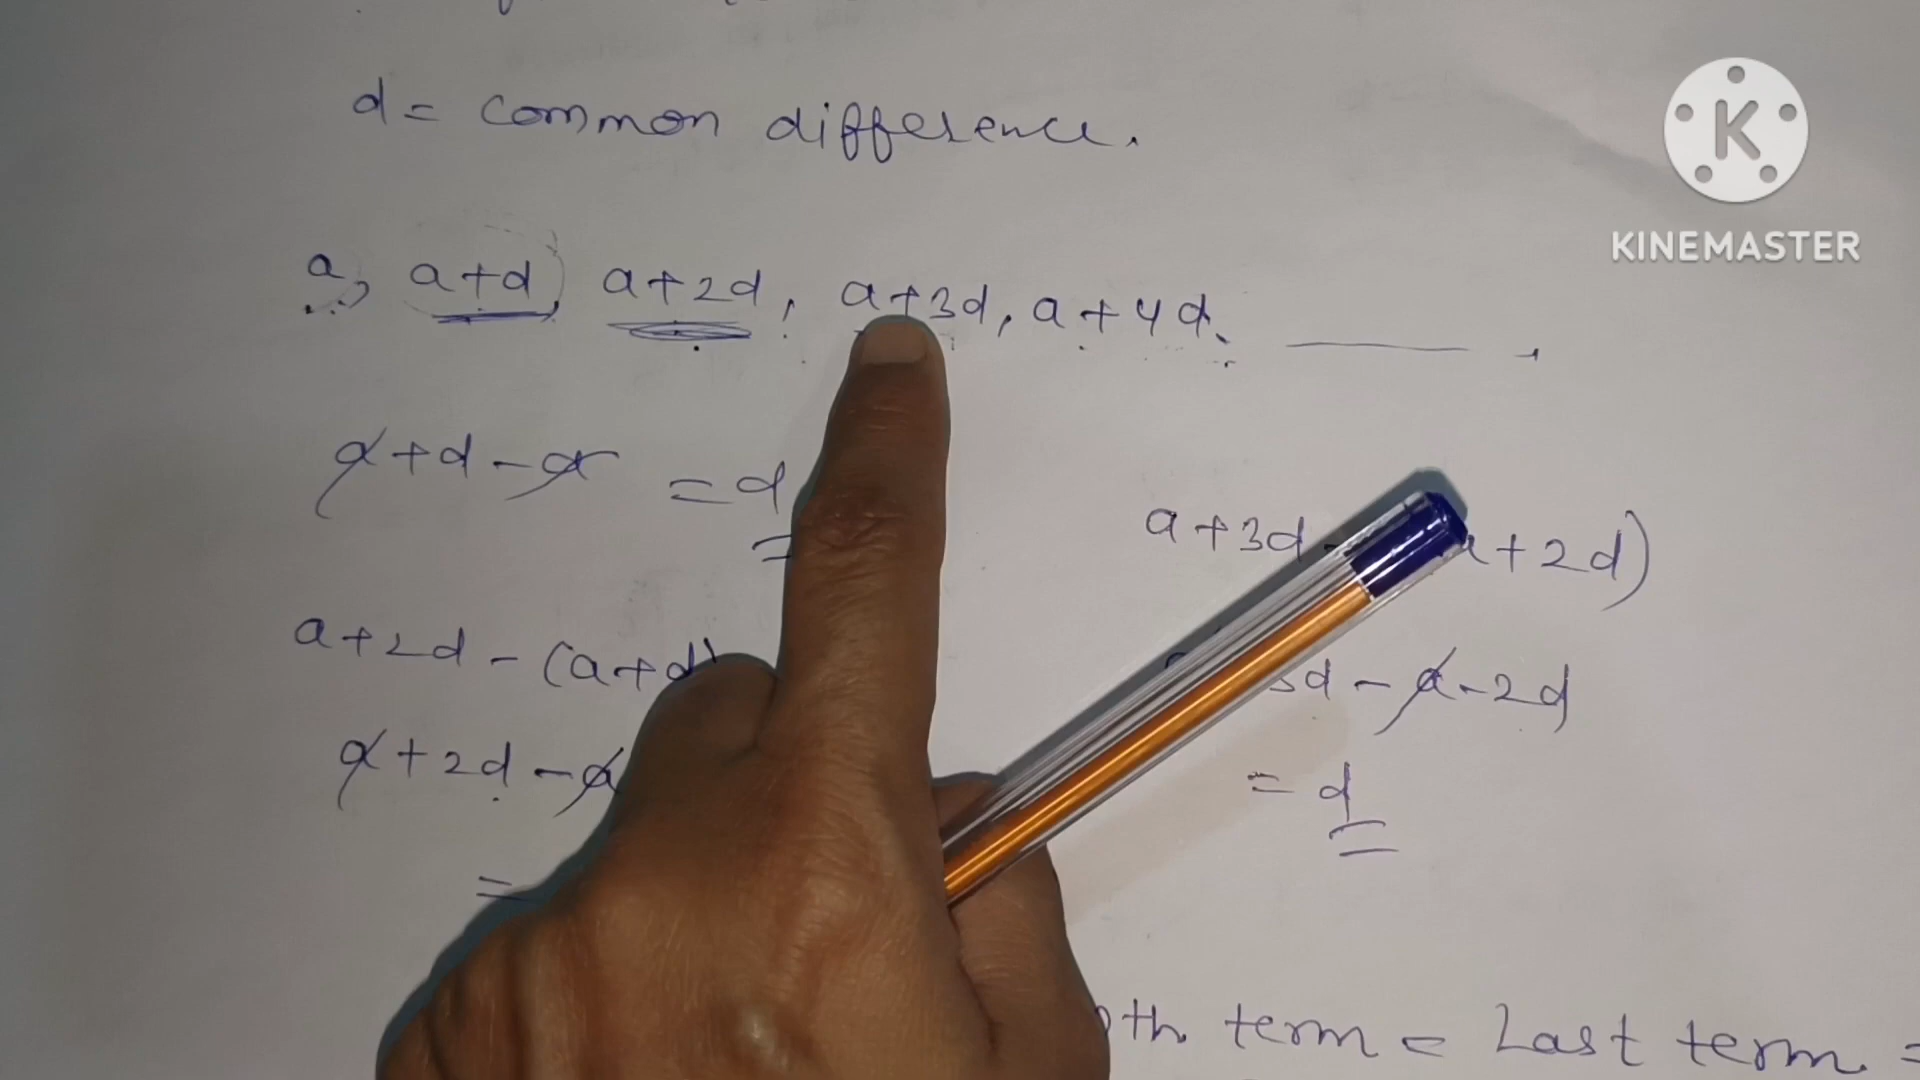 d = common difference.
KINEMASTER
a, a+d, a+2d, a+3d, a+4d, ______ .
a+d-a = d
a+3d - a+2d)
a+2d - (a+d)
3d - a - 2d
a+2d - a
= d
=
th term = Last term =